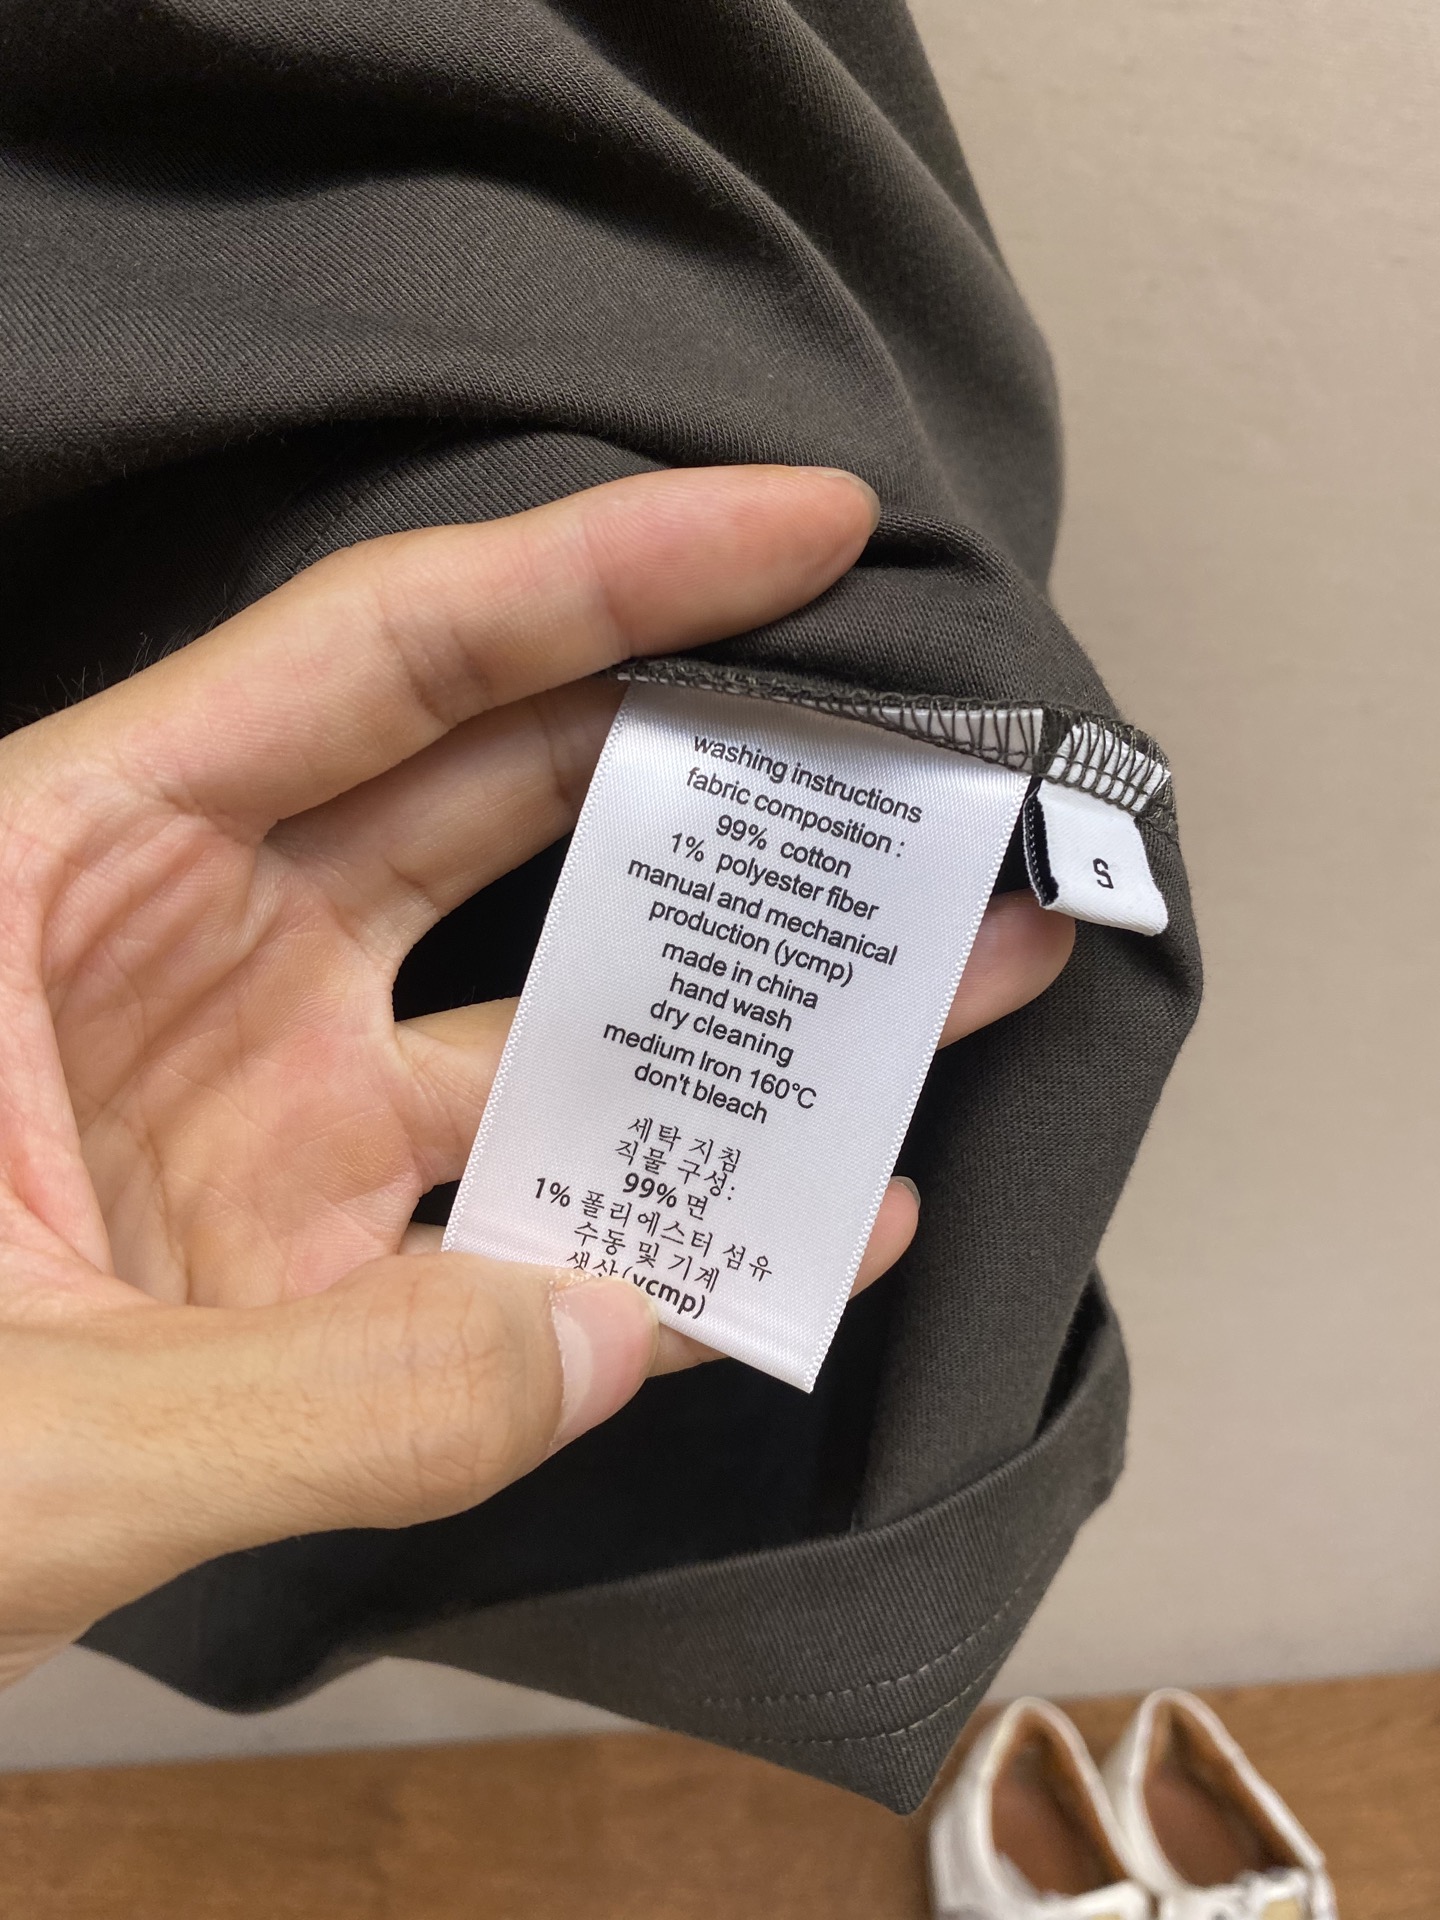 washing instructions
fabric composition :
99% cotton
1% polyester fiber
manual and mechanical
production (ycmp)
made in china
hand wash
dry cleaning
medium Iron 160℃
don't bleach
세탁 지침
직물 구성:
99% 면
1% 폴리에스터 섬유
수동 및 기계
생산(ycmp)
S